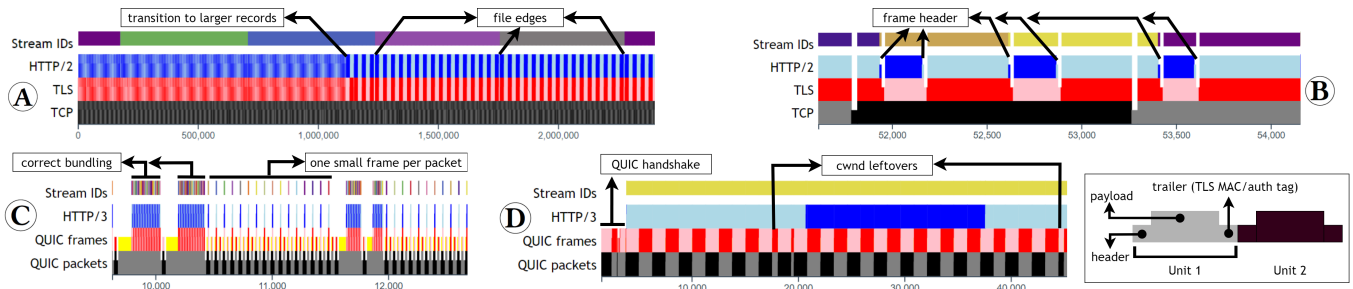 transition to larger records
file edges
Stream IDs
HTTP/2
TLS
TCP
A
0
500,000
1,000,000
1,500,000
2,000,000
frame header
Stream IDs
HTTP/2
TLS
TCP
B
52,000
52,500
53,000
53,500
54,000
correct bundling
one small frame per packet
Stream IDs
HTTP/3
QUIC frames
QUIC packets
C
10.000
11.000
12.000
QUIC handshake
cwnd leftovers
Stream IDs
HTTP/3
QUIC frames
QUIC packets
D
10,000
20,000
30,000
40,000
trailer (TLS MAC/auth tag)
payload
header
Unit 1
Unit 2